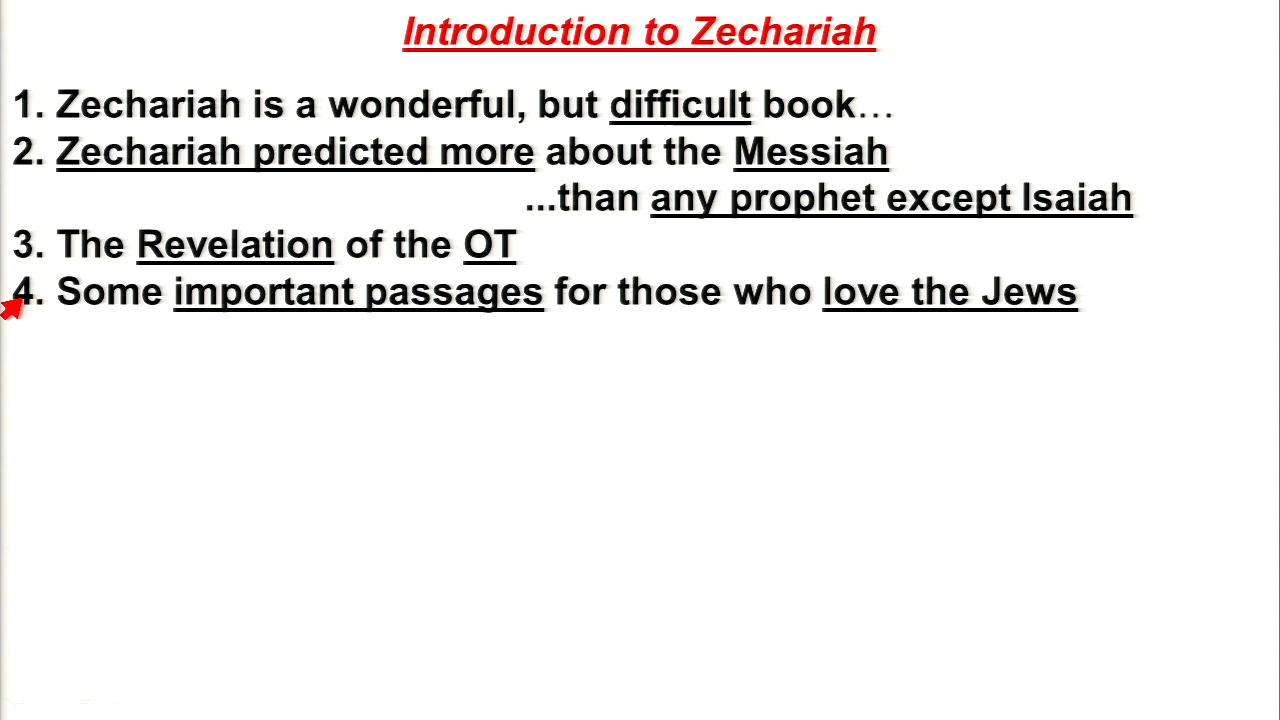 Introduction to Zechariah
1. Zechariah is a wonderful, but difficult book…
2. Zechariah predicted more about the Messiah
...than any prophet except Isaiah
3. The Revelation of the OT
4. Some important passages for those who love the Jews